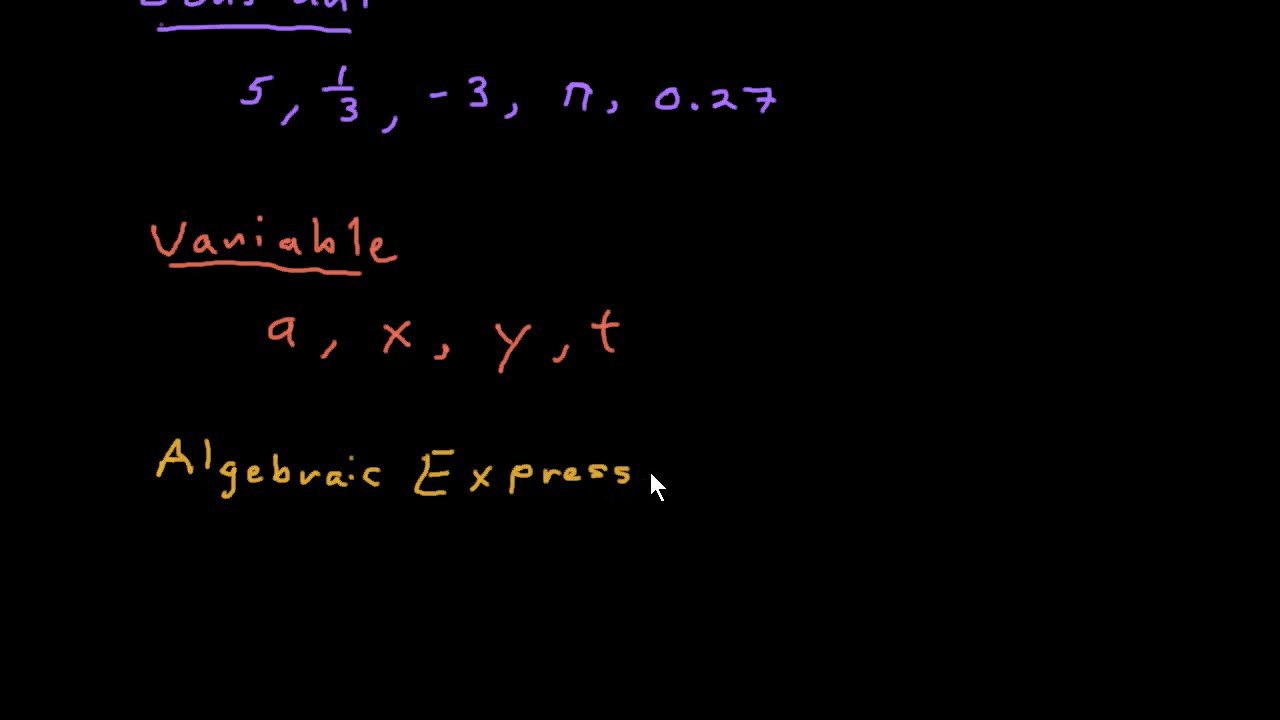 5, 1/3, -3, π, 0.27
Variable
a, x, y, t
Algebraic Express